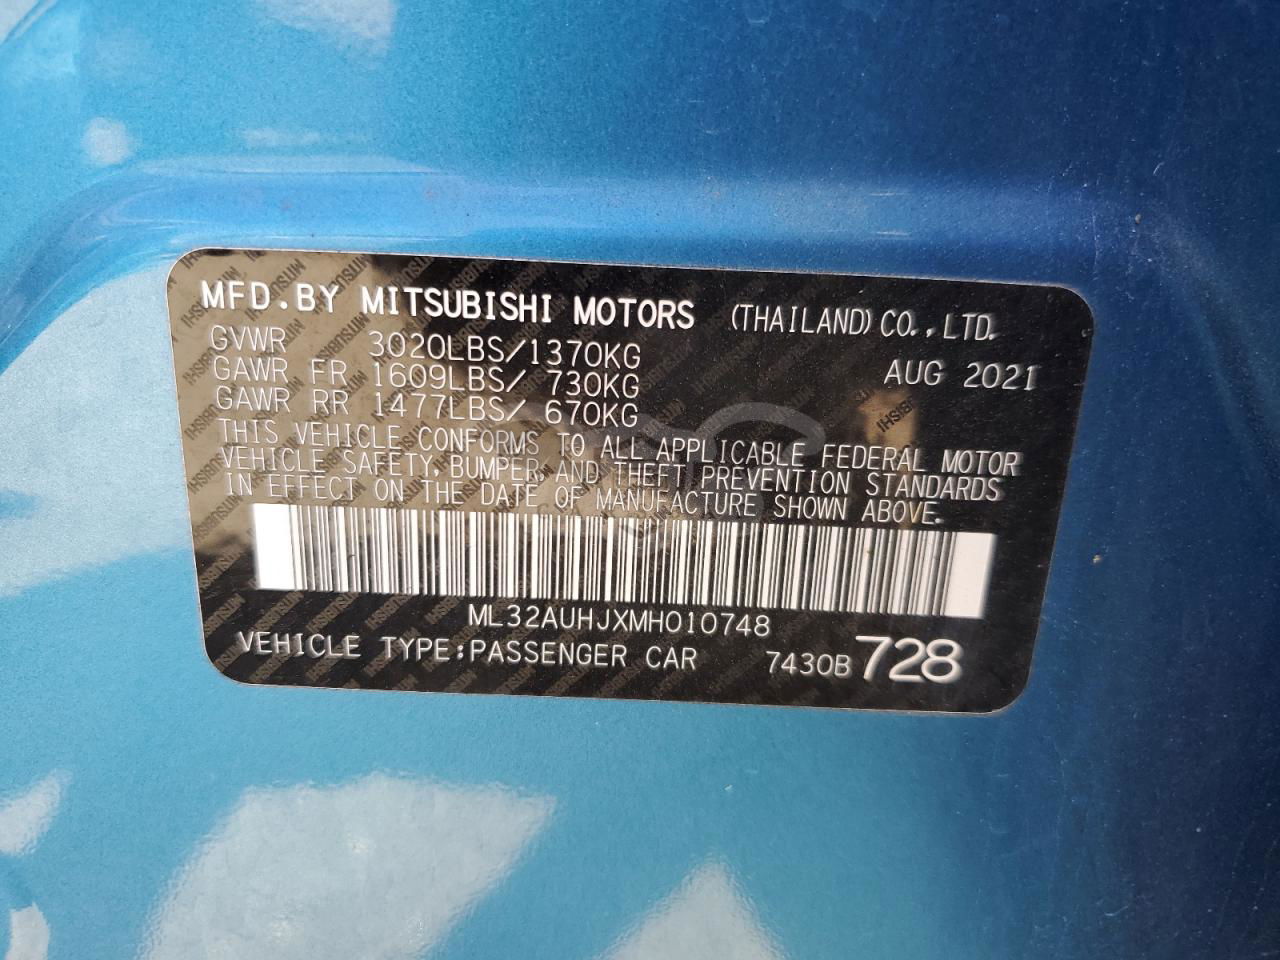 MFD.BY MITSUBISHI MOTORS (THAILAND)CO.,LTD.
GVWR 3020LBS/1370KG AUG 2021
GAWR FR 1609LBS/ 730KG
GAWR RR 1477LBS/ 670KG
THIS VEHICLE CONFORMS TO ALL APPLICABLE FEDERAL MOTOR
VEHICLE SAFETY,BUMPER,AND THEFT PREVENTION STANDARDS
IN EFFECT ON THE DATE OF MANUFACTURE SHOWN ABOVE.
ML32AUHJXMH010748
VEHICLE TYPE:PASSENGER CAR 7430B 728